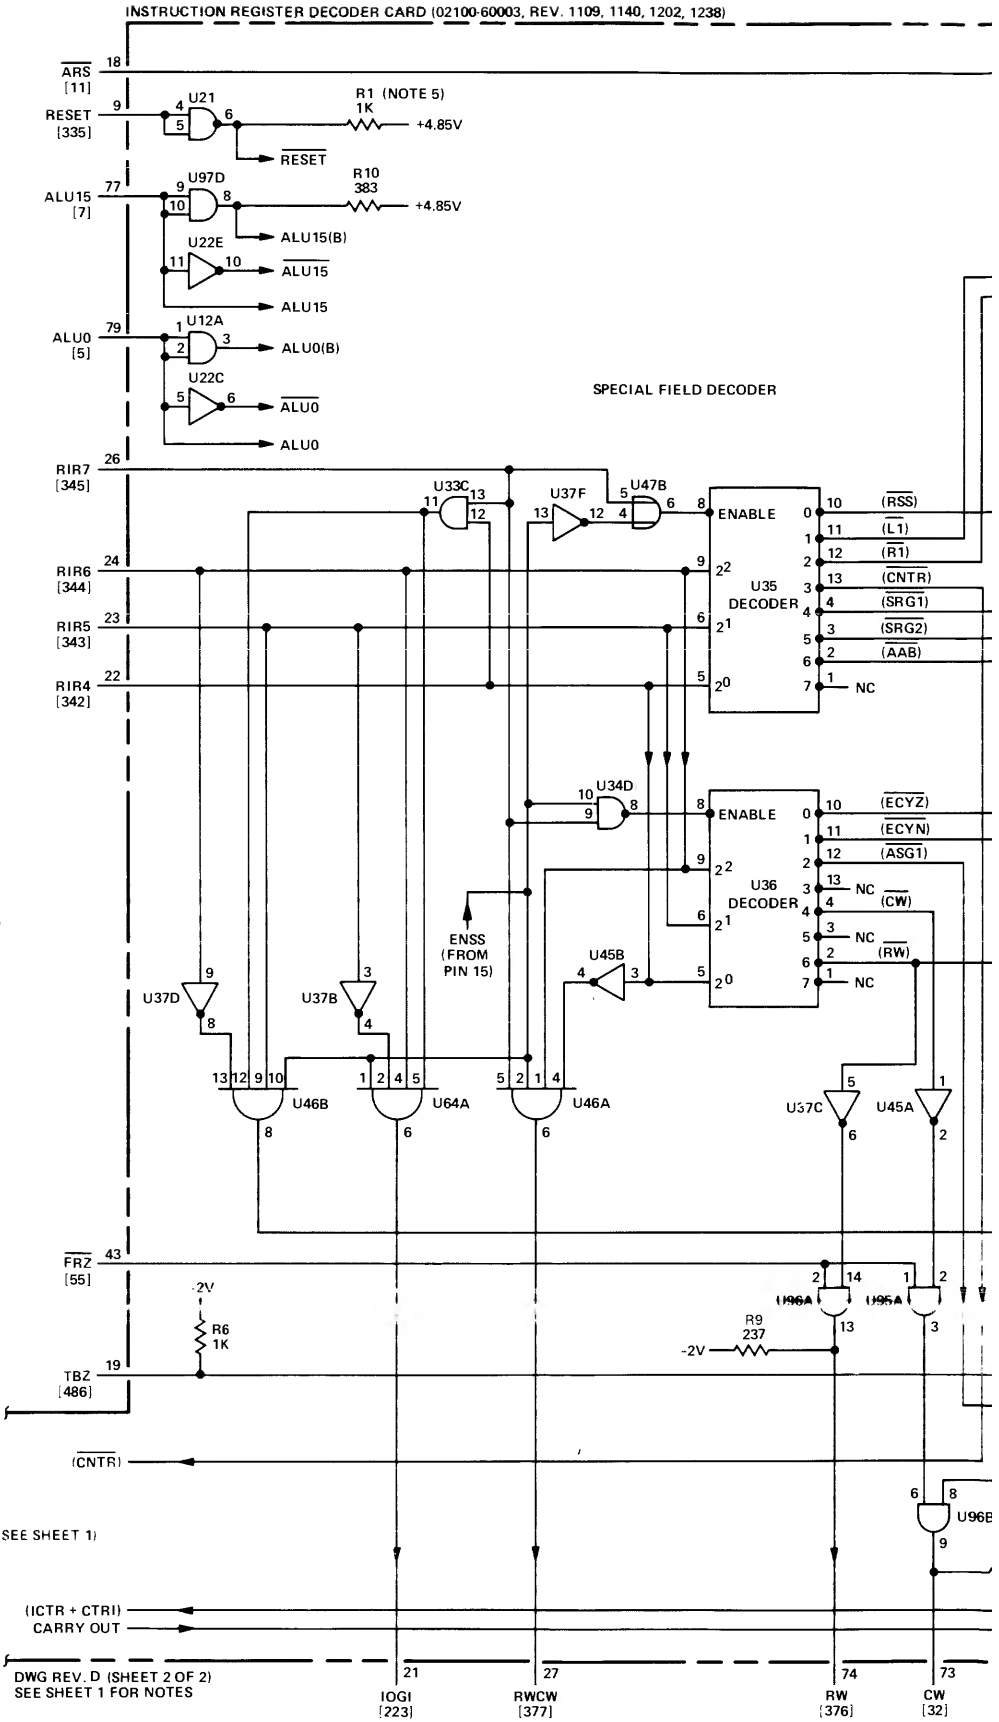 INSTRUCTION REGISTER DECODER CARD (02100-60003, REV. 1109, 1140, 1202, 1238)
ARS
[11]
18
RESET
[335]
9
U21
4
5
6
R1 (NOTE 5)
1K
+4.85V
RESET
ALU15
[7]
77
U97D
9
10
8
R10
383
+4.85V
ALU15(B)
U22E
11
10
ALU15
ALU15
ALU0
[5]
79
U12A
1
2
3
ALU0(B)
U22C
5
6
ALU0
ALU0
SPECIAL FIELD DECODER
RIR7
[345]
26
U33C
11
13
12
U37F
13
12
U47B
5
4
6
8
ENABLE
0
10
(RSS)
1
11
(L1)
2
12
(R1)
3
13
(CNTR)
4
4
(SRG1)
5
3
(SRG2)
6
2
(AAB)
7
1
NC
U35
DECODER
9
2²
6
2¹
5
2⁰
RIR6
[344]
24
RIR5
[343]
23
RIR4
[342]
22
U34D
10
9
8
8
ENABLE
0
10
(ECYZ)
1
11
(ECYN)
2
12
(ASG1)
3
13
NC
4
4
(CW)
5
3
NC
6
2
(RW)
7
1
NC
U36
DECODER
9
2²
6
2¹
5
2⁰
ENSS
(FROM
PIN 15)
U45B
4
3
9
U37D
8
3
U37B
4
13 12 9 10
U46B
8
1 2 4 5
U64A
6
5 2 1 4
U46A
6
5
U37C
6
1
U45A
2
FRZ
[55]
43
2 14
U96A
13
1 2
U95A
3
-2V
R6
1K
R9
237
-2V
TBZ
[486]
19
(CNTR)
6 8
U96B
9
SEE SHEET 1)
(ICTR + CTRI)
CARRY OUT
DWG REV. D (SHEET 2 OF 2)
SEE SHEET 1 FOR NOTES
21
IOGI
[223]
27
RWCW
[377]
74
RW
[376]
73
CW
[32]